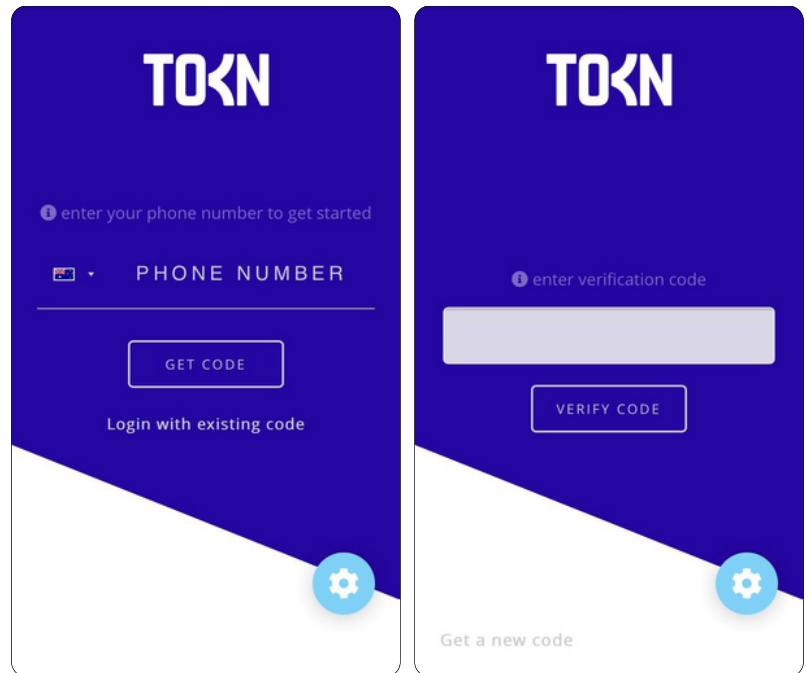 TOKN
enter your phone number to get started
PHONE NUMBER
GET CODE
Login with existing code
TOKN
enter verification code
VERIFY CODE
Get a new code